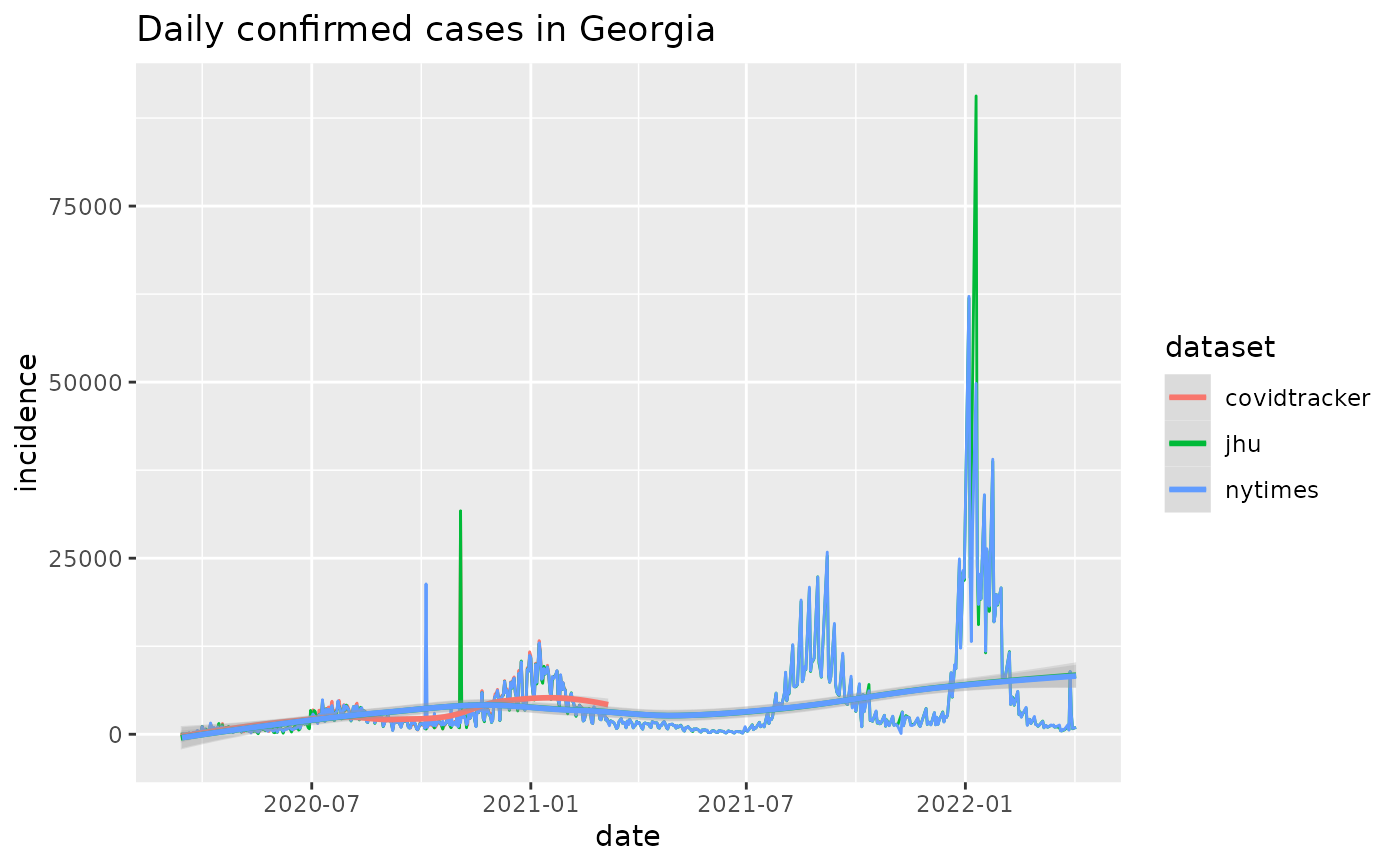 Daily confirmed cases in Georgia
75000
50000
25000
0
incidence
2020-07
2021-01
2021-07
2022-01
date
dataset
covidtracker
jhu
nytimes